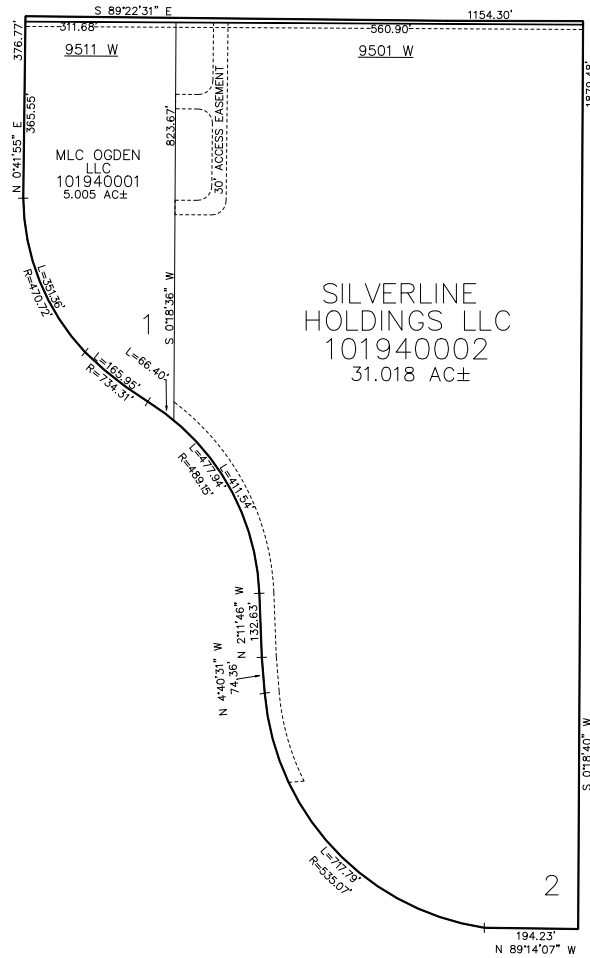 S 89°22'31" E
1154.30'
311.68'
560.90'
9511 W
9501 W
376.77'
365.55'
N 0°41'55" E
MLC OGDEN
LLC
101940001
5.005 AC±
823.67'
30' ACCESS EASEMENT
1879.48'
SILVERLINE
HOLDINGS LLC
101940002
31.018 AC±
S 0°18'36" W
1
L=351.36'
R=470.72'
L=66.40'
L=165.95'
R=734.31'
L=477.94'
R=489.15'
L=411.54'
N 2°11'46" W
132.63'
N 4°40'31" W
74.36'
S 0°18'40" W
L=717.79'
R=535.07'
2
194.23'
N 89°14'07" W